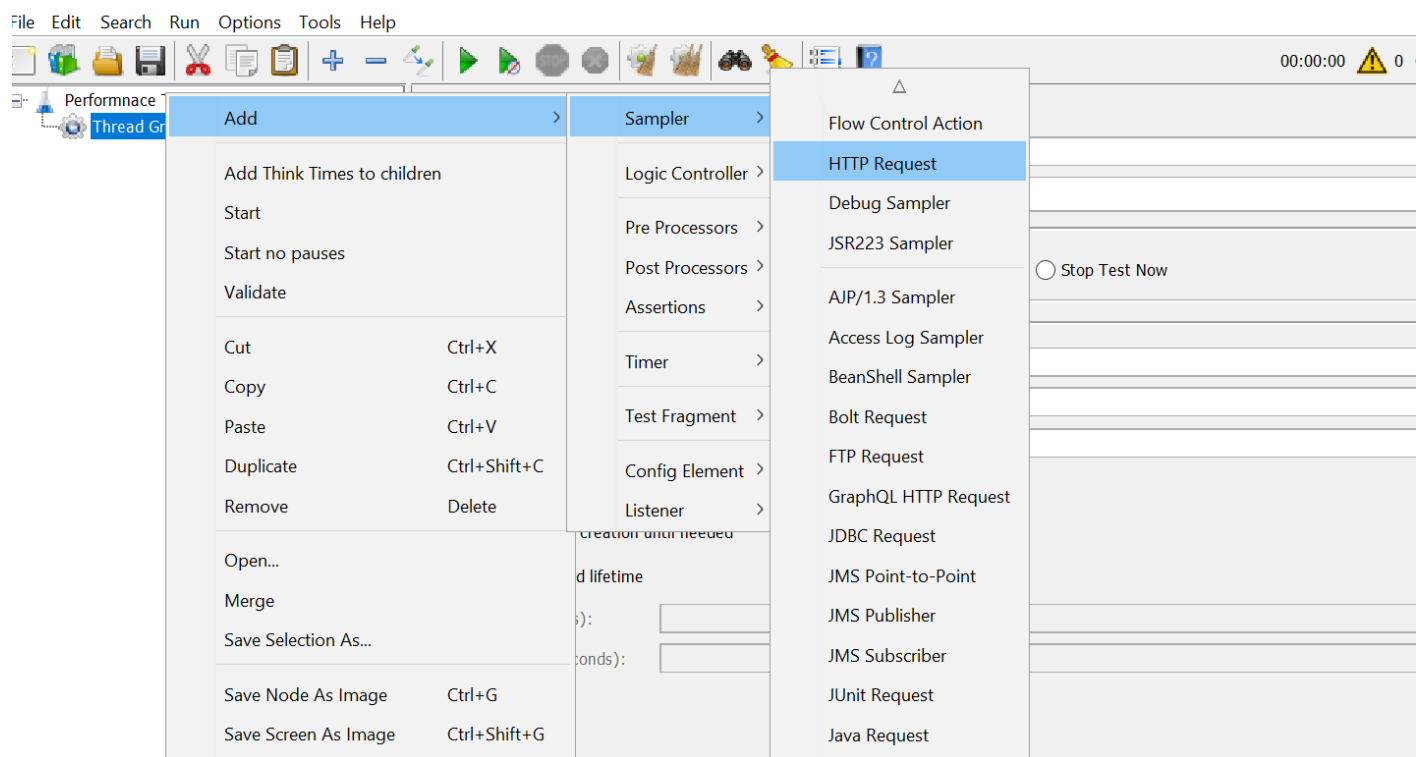 File Edit Search Run Options Tools Help
STOP
00:00:00 0
Performnace
Thread Gr
Add
Add Think Times to children
Start
Start no pauses
Validate
Cut Ctrl+X
Copy Ctrl+C
Paste Ctrl+V
Duplicate Ctrl+Shift+C
Remove Delete
Open...
Merge
Save Selection As...
Save Node As Image Ctrl+G
Save Screen As Image Ctrl+Shift+G
Sampler
Logic Controller
Pre Processors
Post Processors
Assertions
Timer
Test Fragment
Config Element
Listener
creation until needed
d lifetime
s):
conds):
Flow Control Action
HTTP Request
Debug Sampler
JSR223 Sampler
AJP/1.3 Sampler
Access Log Sampler
BeanShell Sampler
Bolt Request
FTP Request
GraphQL HTTP Request
JDBC Request
JMS Point-to-Point
JMS Publisher
JMS Subscriber
JUnit Request
Java Request
Stop Test Now